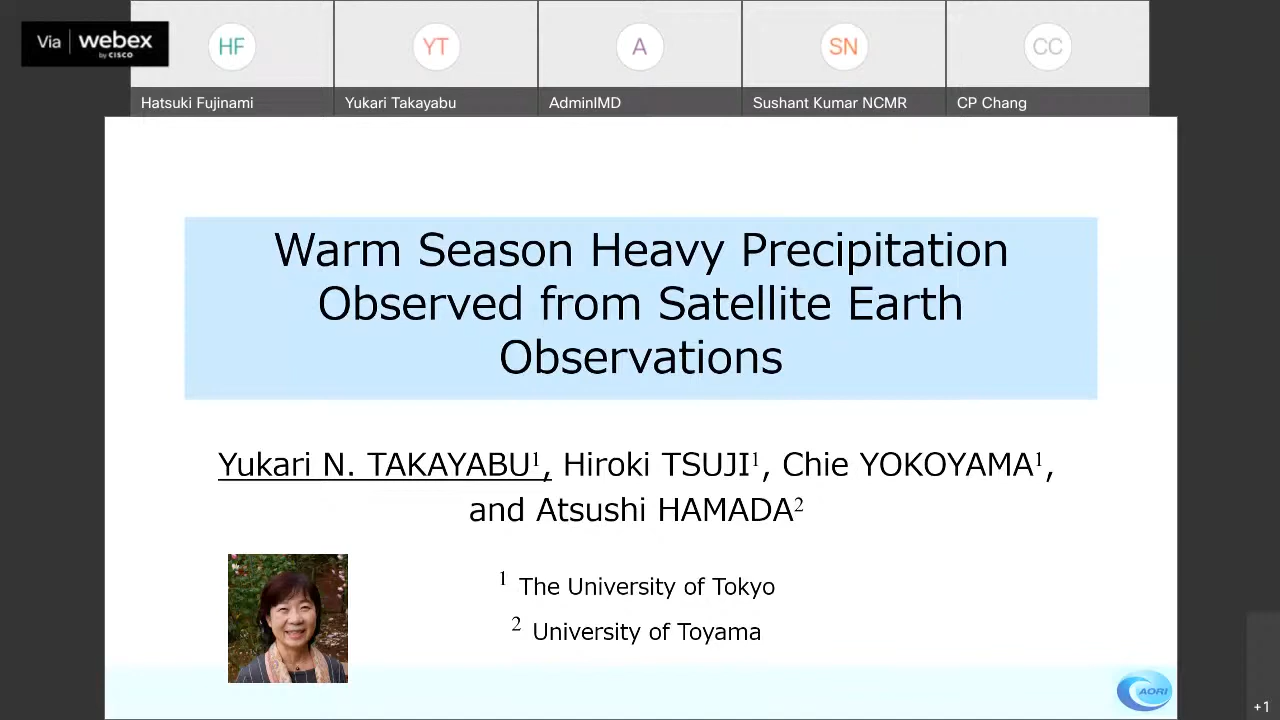 Via webex
by CISCO
HF
YT
A
SN
CC
Hatsuki Fujinami
Yukari Takayabu
AdminIMD
Sushant Kumar NCMR
CP Chang
Warm Season Heavy Precipitation
Observed from Satellite Earth
Observations
Yukari N. TAKAYABU1, Hiroki TSUJI1, Chie YOKOYAMA1,
and Atsushi HAMADA2
1 The University of Tokyo
2 University of Toyama
AORI
+1